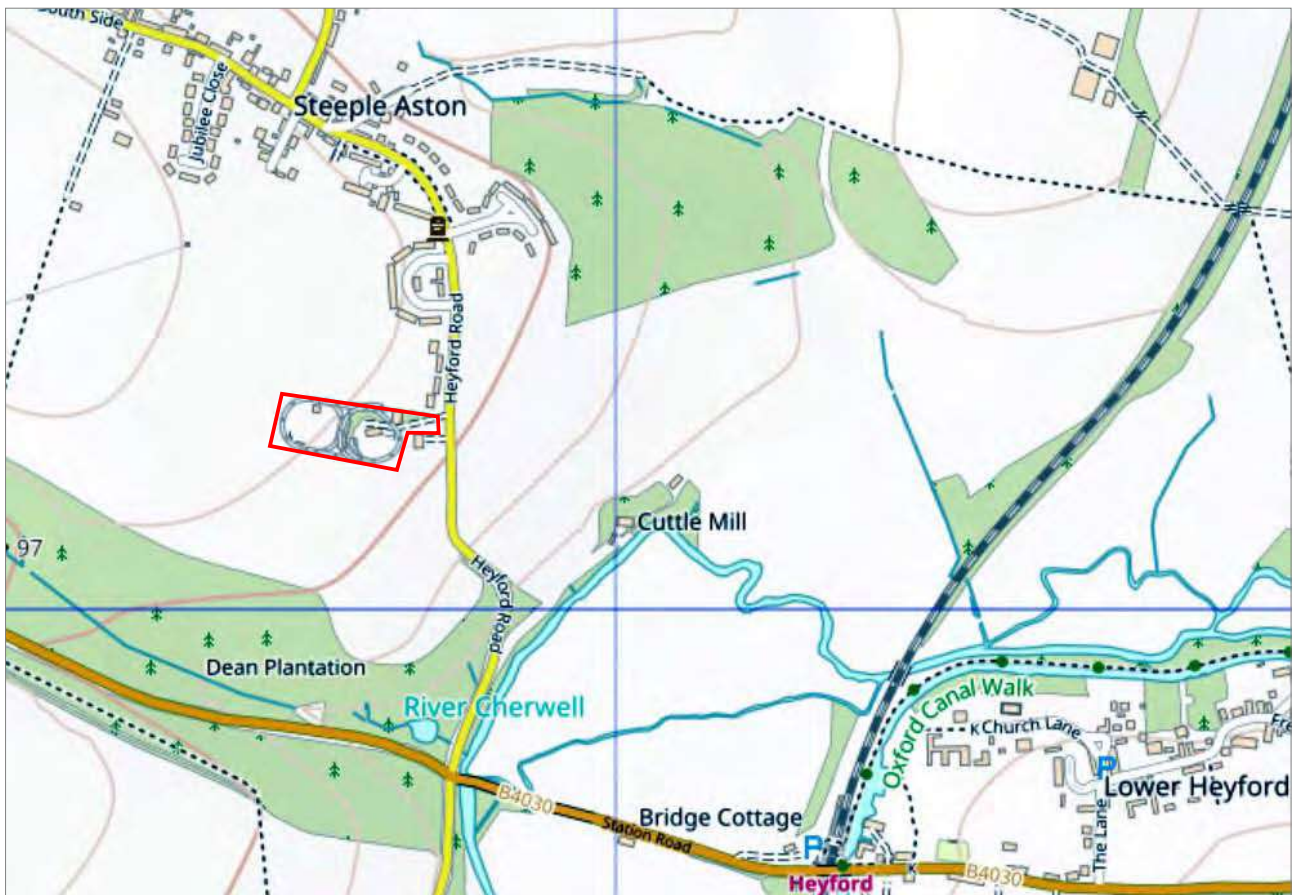 South Side
Jubilee Close
Steeple Aston
Heyford Road
97
Cuttle Mill
Heyford Road
Dean Plantation
River Cherwell
Oxford Canal Walk
Church Lane
Fre
P
Lower Heyford
B4030
Bridge Cottage
Station Road
P
The Lane
Heyford
B4030